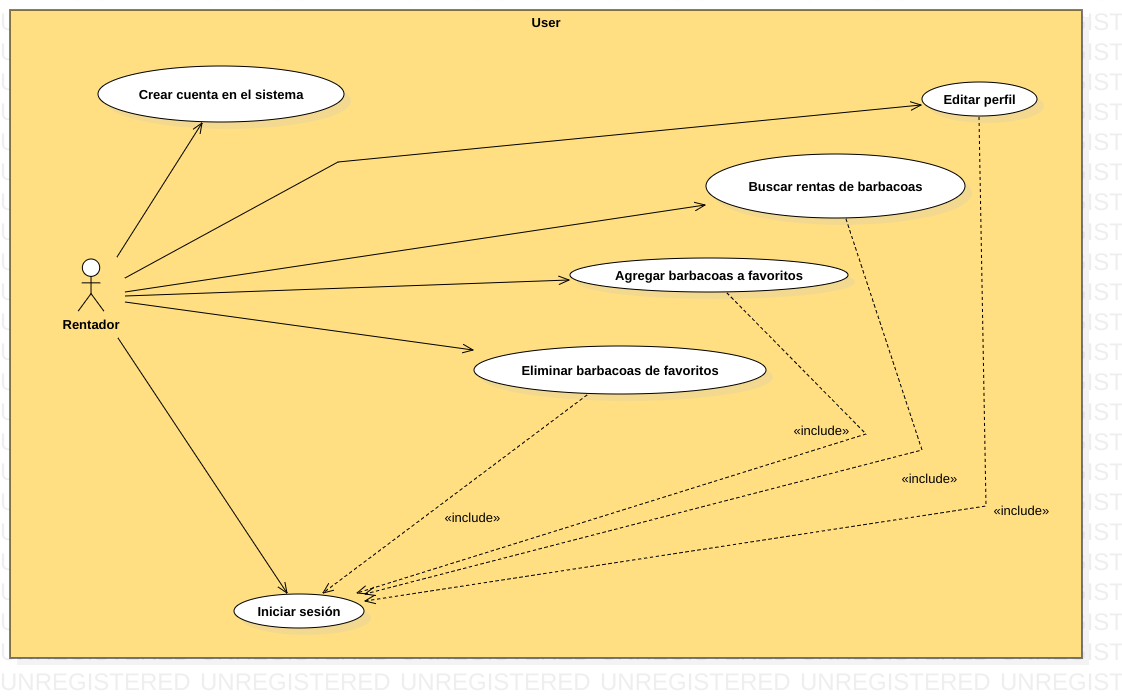 User
Crear cuenta en el sistema
Editar perfil
Buscar rentas de barbacoas
Agregar barbacoas a favoritos
Rentador
Eliminar barbacoas de favoritos
«include»
«include»
«include»
«include»
Iniciar sesión
UNREGISTERED UNREGISTERED UNREGISTERED UNREGISTERED UNREGISTERED UNREGIST